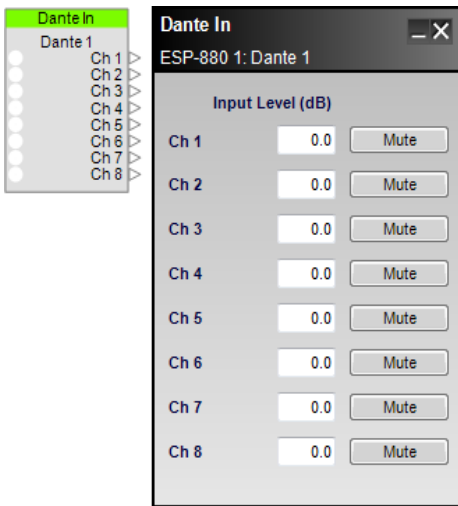 Dante In
Dante 1
Ch 1
Ch 2
Ch 3
Ch 4
Ch 5
Ch 6
Ch 7
Ch 8
Dante In
ESP-880 1: Dante 1
Input Level (dB)
Ch 1 0.0 Mute
Ch 2 0.0 Mute
Ch 3 0.0 Mute
Ch 4 0.0 Mute
Ch 5 0.0 Mute
Ch 6 0.0 Mute
Ch 7 0.0 Mute
Ch 8 0.0 Mute